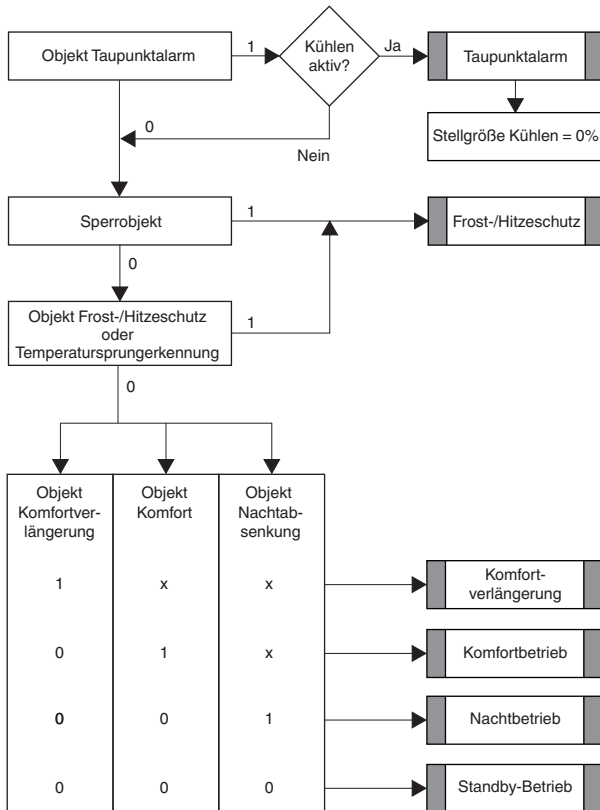 Objekt Taupunktalarm
1
Kühlen
aktiv?
Ja
Taupunktalarm
0
Nein
Stellgröße Kühlen = 0%
Sperrobjekt
1
Frost-/Hitzeschutz
0
Objekt Frost-/Hitzeschutz
oder
Temperatursprungerkennung
1
0
Objekt
Komfortver-
längerung
Objekt
Komfort
Objekt
Nachtab-
senkung
1 x x
Komfort-
verlängerung
0 1 x
Komfortbetrieb
0 0 1
Nachtbetrieb
0 0 0
Standby-Betrieb